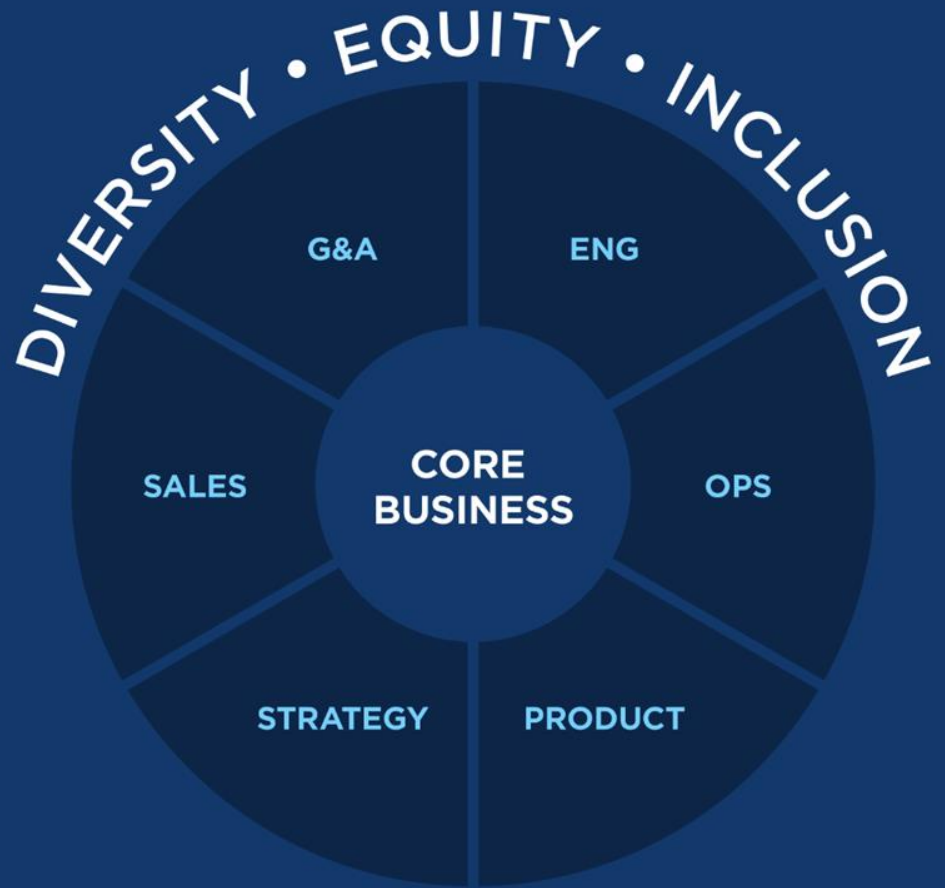 DIVERSITY • EQUITY • INCLUSION
G&A
ENG
SALES
CORE
BUSINESS
OPS
STRATEGY
PRODUCT